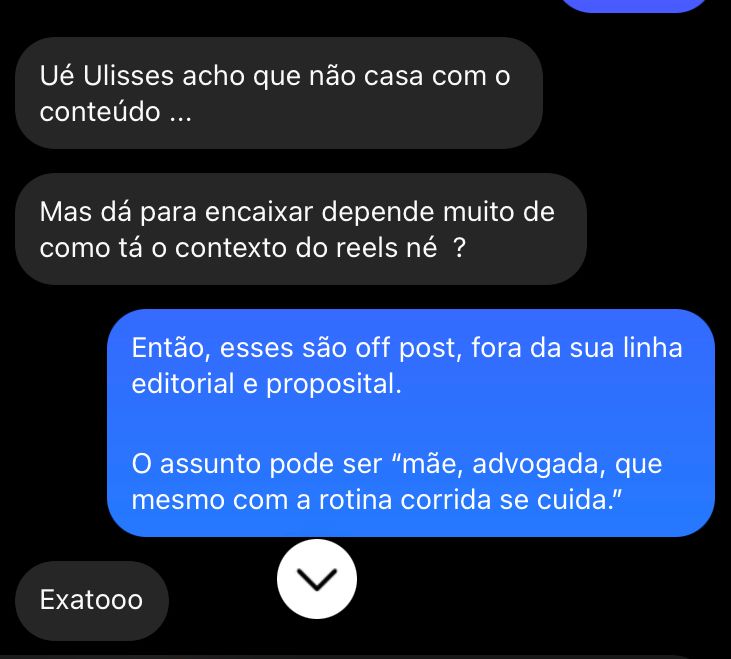 Ué Ulisses acho que não casa com o
conteúdo ...
Mas dá para encaixar depende muito de
como tá o contexto do reels né  ?
Então, esses são off post, fora da sua linha
editorial e proposital.
O assunto pode ser “mãe, advogada, que
mesmo com a rotina corrida se cuida.”
Exatooo